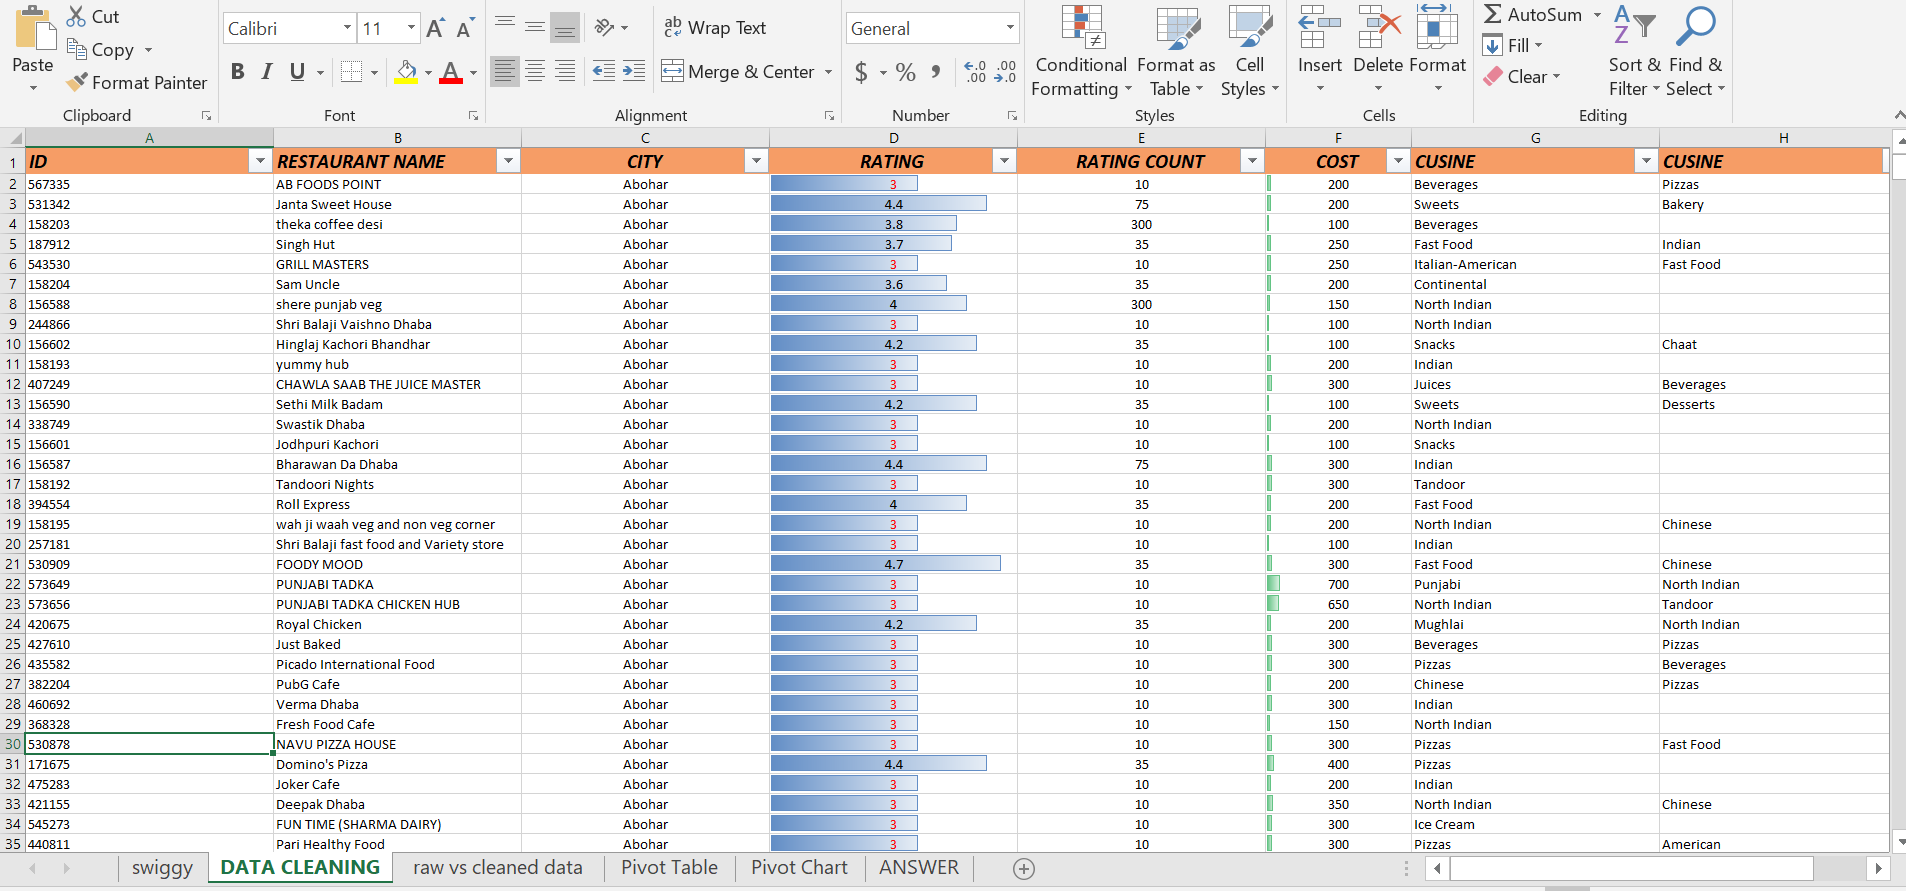 Cut
Copy
Paste
Format Painter
Clipboard
Calibri 11 A A
B I U A
Font
ab Wrap Text
Merge & Center
Alignment
General
$ % , .0 .00 .00 .0
Number
Conditional Formatting
Format as Table
Cell Styles
Styles
Insert Delete Format
Cells
AutoSum
Fill
Clear
Sort & Filter
Find & Select
Editing
A B C D E F G H
1 ID RESTAURANT NAME CITY RATING RATING COUNT COST CUSINE CUSINE
2 567335 AB FOODS POINT Abohar 3 10 200 Beverages Pizzas
3 531342 Janta Sweet House Abohar 4.4 75 200 Sweets Bakery
4 158203 theka coffee desi Abohar 3.8 300 100 Beverages
5 187912 Singh Hut Abohar 3.7 35 250 Fast Food Indian
6 543530 GRILL MASTERS Abohar 3 10 250 Italian-American Fast Food
7 158204 Sam Uncle Abohar 3.6 35 200 Continental
8 156588 shere punjab veg Abohar 4 300 150 North Indian
9 244866 Shri Balaji Vaishno Dhaba Abohar 3 10 100 North Indian
10 156602 Hinglaj Kachori Bhandhar Abohar 4.2 35 100 Snacks Chaat
11 158193 yummy hub Abohar 3 10 200 Indian
12 407249 CHAWLA SAAB THE JUICE MASTER Abohar 3 10 300 Juices Beverages
13 156590 Sethi Milk Badam Abohar 4.2 35 100 Sweets Desserts
14 338749 Swastik Dhaba Abohar 3 10 200 North Indian
15 156601 Jodhpuri Kachori Abohar 3 10 100 Snacks
16 156587 Bharawan Da Dhaba Abohar 4.4 75 300 Indian
17 158192 Tandoori Nights Abohar 3 10 300 Tandoor
18 394554 Roll Express Abohar 4 35 200 Fast Food
19 158195 wah ji waah veg and non veg corner Abohar 3 10 200 North Indian Chinese
20 257181 Shri Balaji fast food and Variety store Abohar 3 10 100 Indian
21 530909 FOODY MOOD Abohar 4.7 35 300 Fast Food Chinese
22 573649 PUNJABI TADKA Abohar 3 10 700 Punjabi North Indian
23 573656 PUNJABI TADKA CHICKEN HUB Abohar 3 10 650 North Indian Tandoor
24 420675 Royal Chicken Abohar 4.2 35 200 Mughlai North Indian
25 427610 Just Baked Abohar 3 10 300 Beverages Pizzas
26 435582 Picado International Food Abohar 3 10 300 Pizzas Beverages
27 382204 PubG Cafe Abohar 3 10 200 Chinese Pizzas
28 460692 Verma Dhaba Abohar 3 10 300 Indian
29 368328 Fresh Food Cafe Abohar 3 10 150 North Indian
30 530878 NAVU PIZZA HOUSE Abohar 3 10 300 Pizzas Fast Food
31 171675 Domino's Pizza Abohar 4.4 35 400 Pizzas
32 475283 Joker Cafe Abohar 3 10 200 Indian
33 421155 Deepak Dhaba Abohar 3 10 350 North Indian Chinese
34 545273 FUN TIME (SHARMA DAIRY) Abohar 3 10 300 Ice Cream
35 440811 Pari Healthy Food Abohar 3 10 300 Pizzas American
swiggy DATA CLEANING raw vs cleaned data Pivot Table Pivot Chart ANSWER